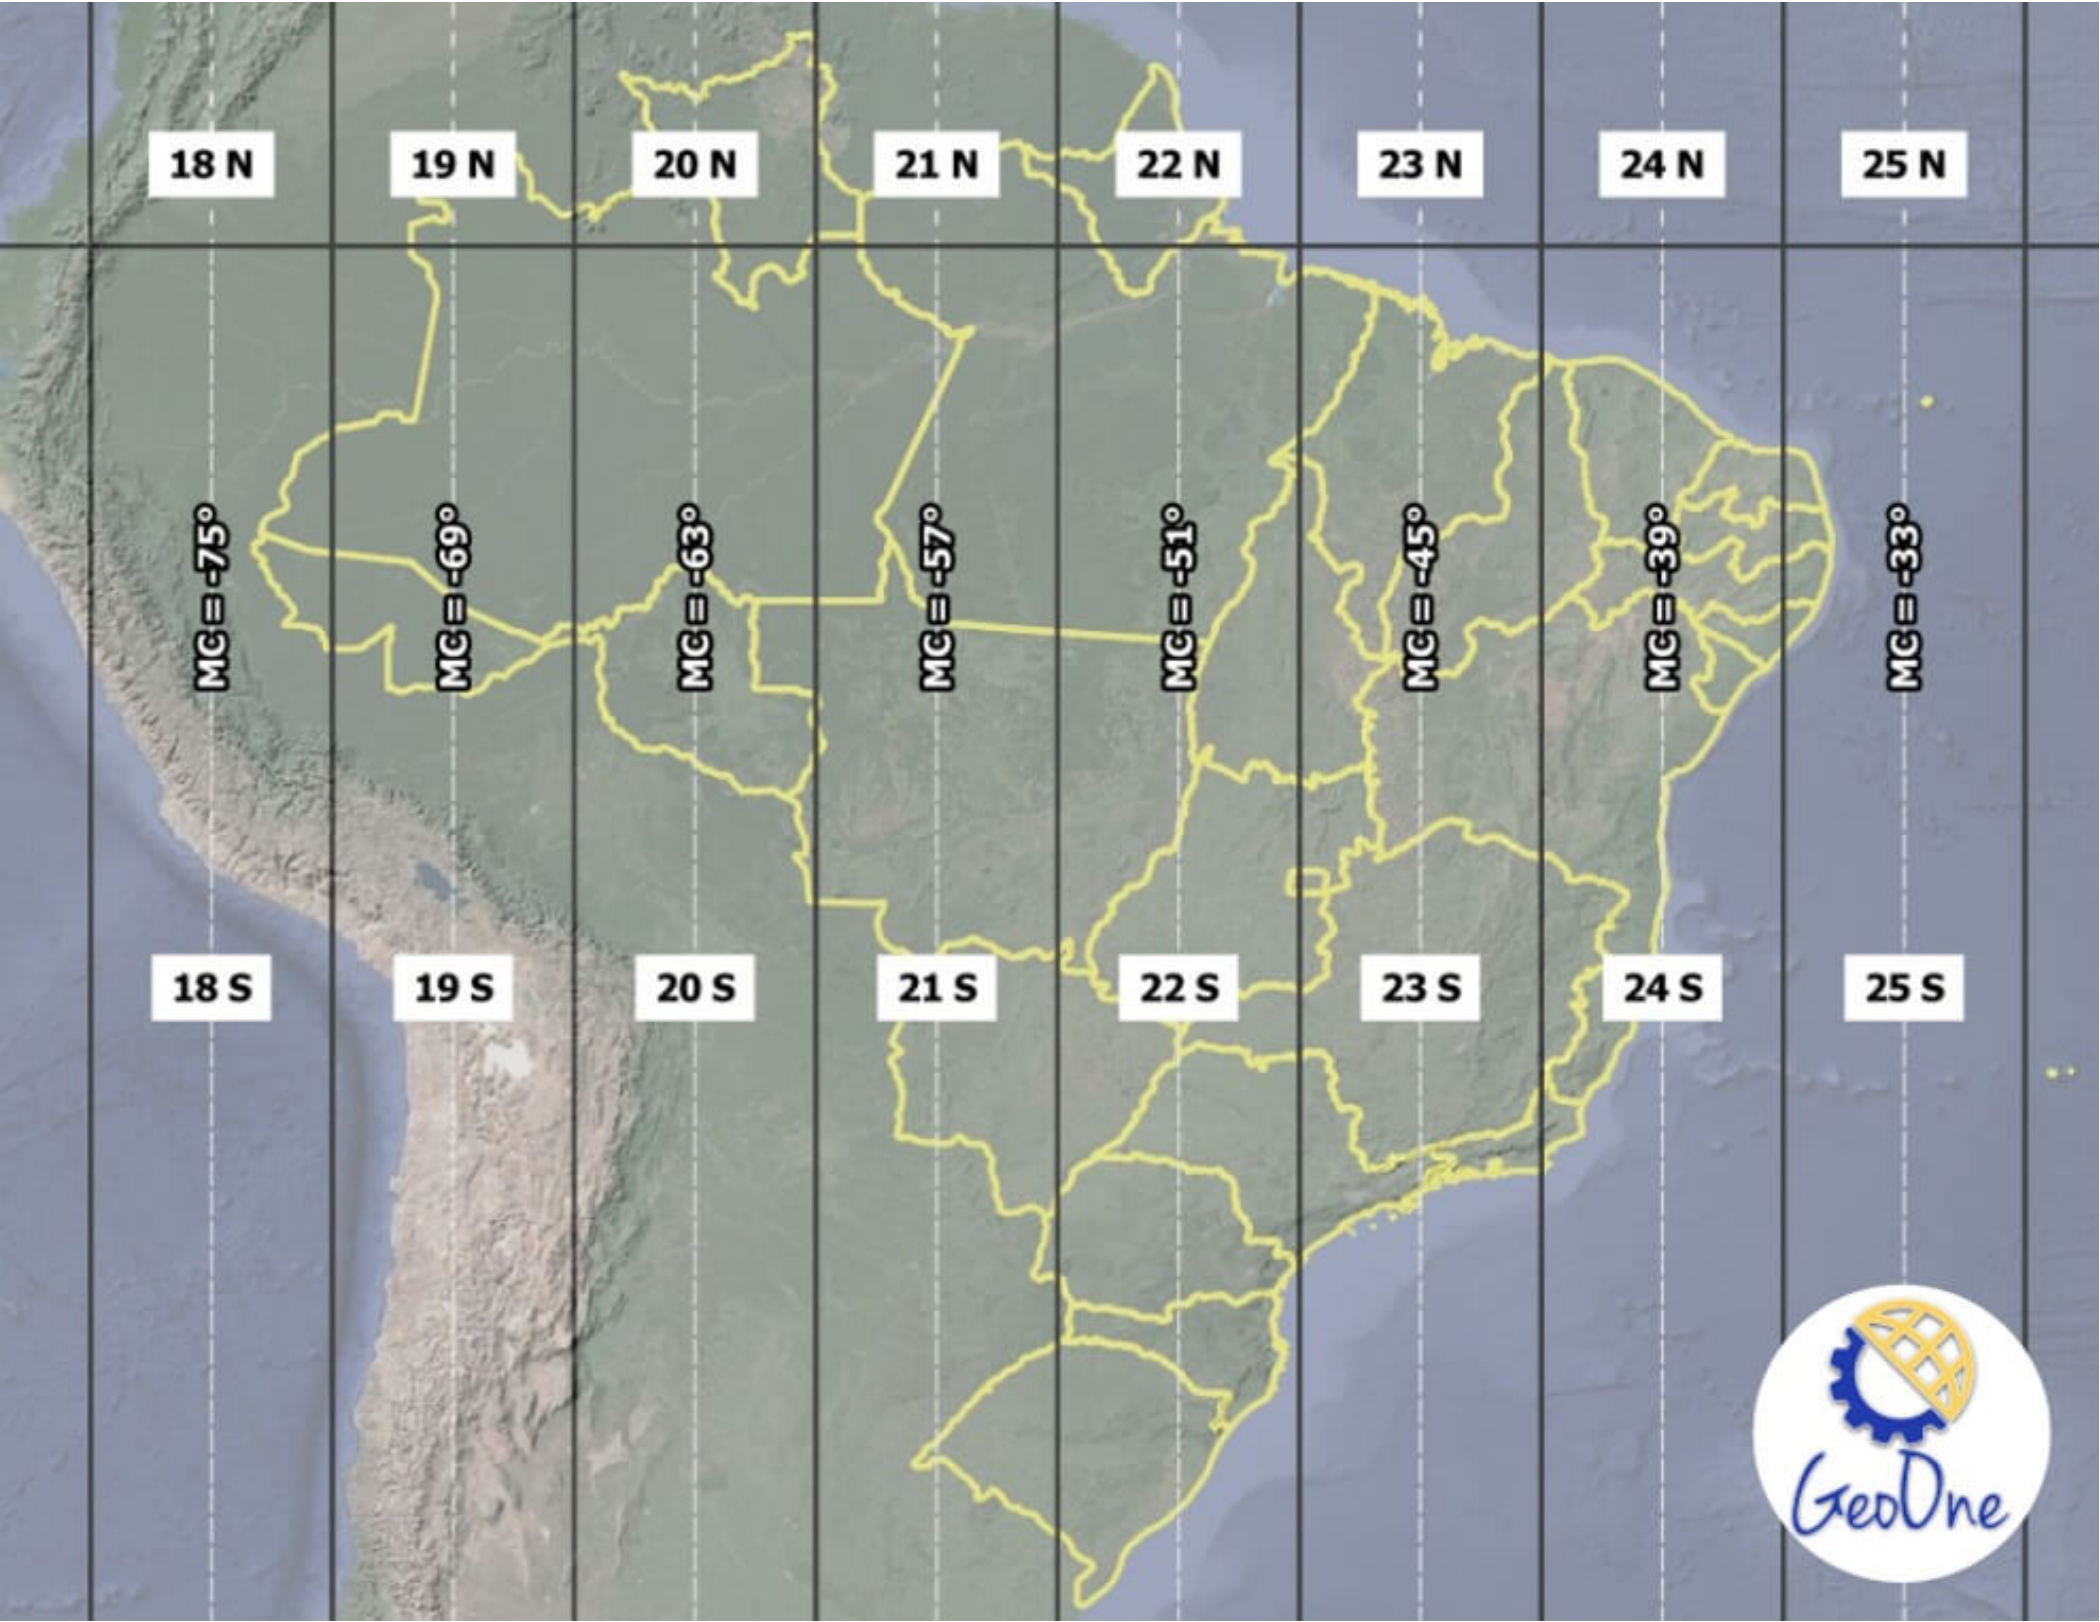 18 N
19 N
20 N
21 N
22 N
23 N
24 N
25 N
MC = -75°
MC = -69°
MC = -63°
MC = -57°
MC = -51°
MC = -45°
MC = -39°
MC = -33°
18 S
19 S
20 S
21 S
22 S
23 S
24 S
25 S
GeoOne